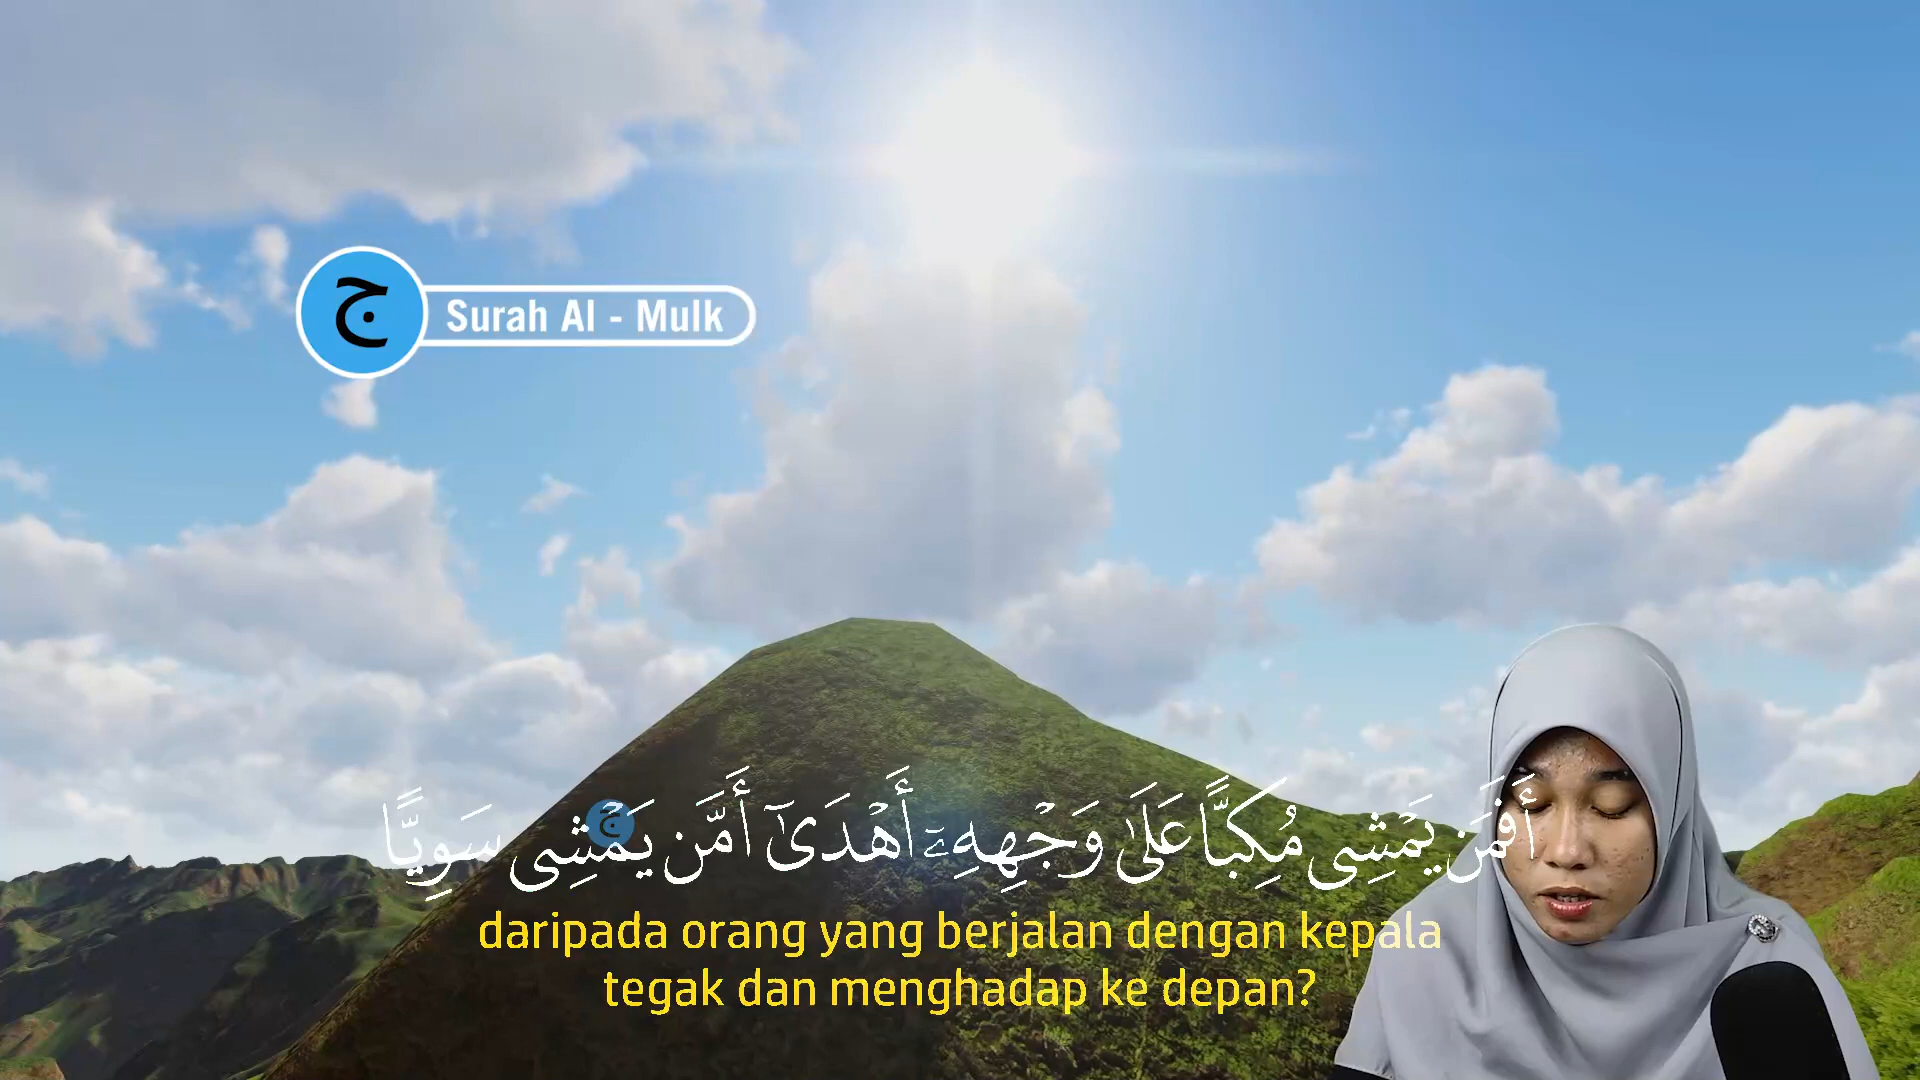 ج
Surah Al - Mulk
أَفَمَن يَمْشِى مُكِبًّا عَلَىٰ وَجْهِهِۦٓ أَهْدَىٰٓ أَمَّن يَمْشِى سَوِيًّا
daripada orang yang berjalan dengan kepala
tegak dan menghadap ke depan?